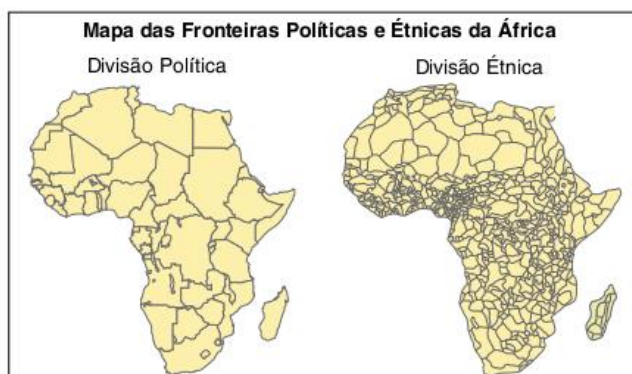 Mapa das Fronteiras Políticas e Étnicas da África
Divisão Política
Divisão Étnica